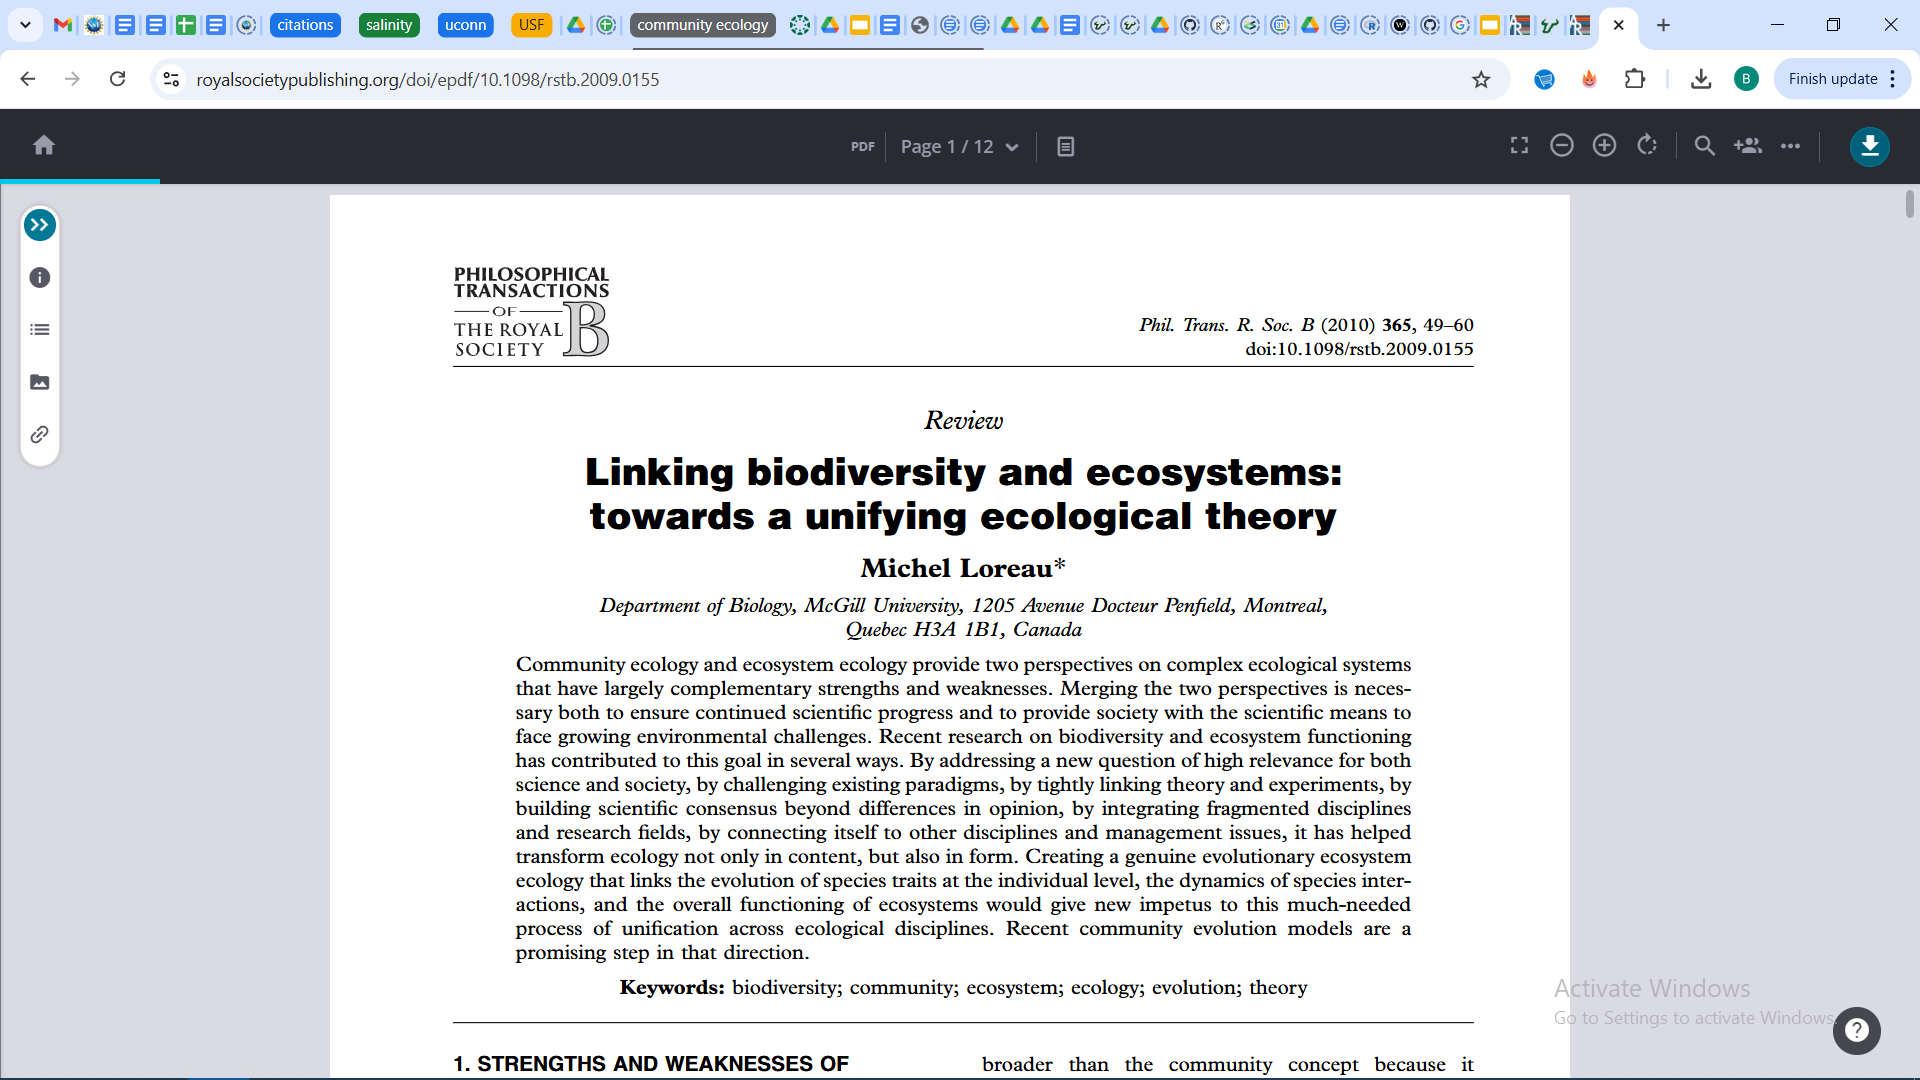 citations
salinity
uconn
USF
community ecology
royalsocietypublishing.org/doi/epdf/10.1098/rstb.2009.0155
B
Finish update
PDF
Page 1 / 12
PHILOSOPHICAL
TRANSACTIONS
OF
THE ROYAL
SOCIETY
B
Phil. Trans. R. Soc. B (2010) 365, 49–60
doi:10.1098/rstb.2009.0155
Review
Linking biodiversity and ecosystems:
towards a unifying ecological theory
Michel Loreau*
Department of Biology, McGill University, 1205 Avenue Docteur Penfield, Montreal,
Quebec H3A 1B1, Canada
Community ecology and ecosystem ecology provide two perspectives on complex ecological systems
that have largely complementary strengths and weaknesses. Merging the two perspectives is neces-
sary both to ensure continued scientific progress and to provide society with the scientific means to
face growing environmental challenges. Recent research on biodiversity and ecosystem functioning
has contributed to this goal in several ways. By addressing a new question of high relevance for both
science and society, by challenging existing paradigms, by tightly linking theory and experiments, by
building scientific consensus beyond differences in opinion, by integrating fragmented disciplines
and research fields, by connecting itself to other disciplines and management issues, it has helped
transform ecology not only in content, but also in form. Creating a genuine evolutionary ecosystem
ecology that links the evolution of species traits at the individual level, the dynamics of species inter-
actions, and the overall functioning of ecosystems would give new impetus to this much-needed
process of unification across ecological disciplines. Recent community evolution models are a
promising step in that direction.
Keywords: biodiversity; community; ecosystem; ecology; evolution; theory
1. STRENGTHS AND WEAKNESSES OF
broader than the community concept because it
Activate Windows
Go to Settings to activate Windows.